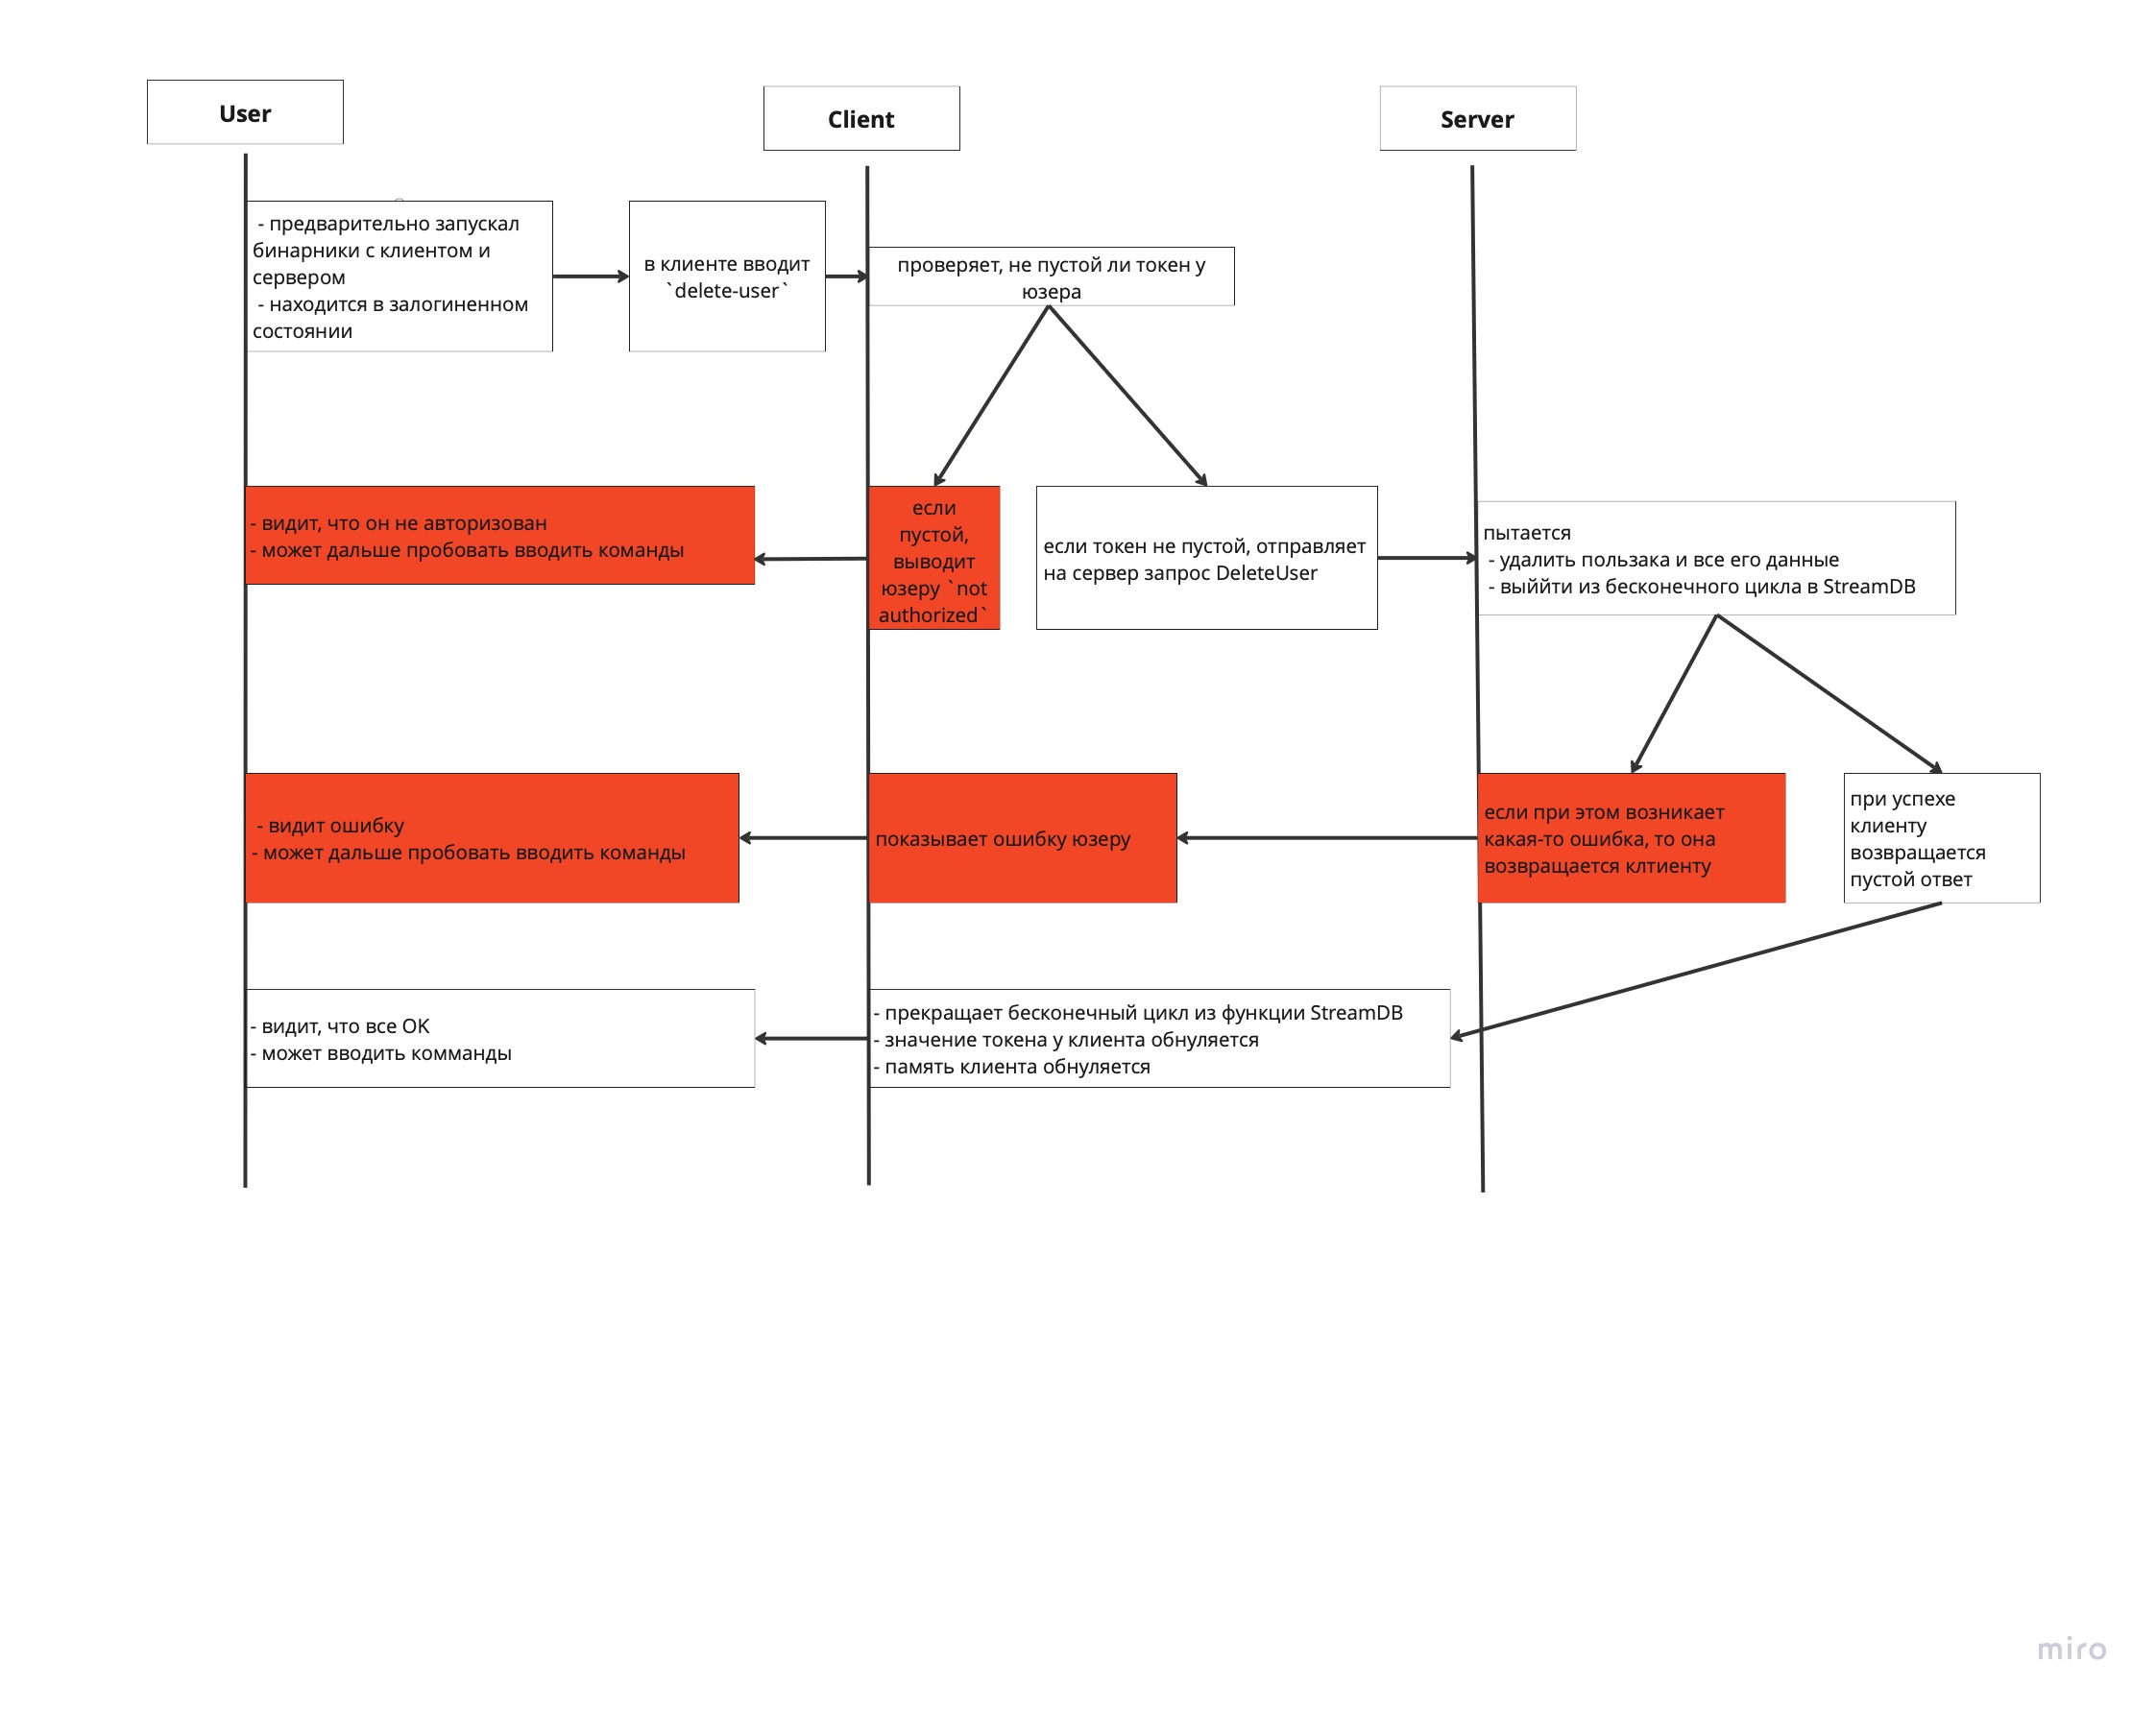 User
Client
Server
- предварительно запускал
бинарники с клиентом и
сервером
- находится в залогиненном
состоянии
в клиенте вводит
`delete-user`
проверяет, не пустой ли токен у
юзера
- видит, что он не авторизован
- может дальше пробовать вводить команды
если
пустой,
выводит
юзеру `not
authorized`
если токен не пустой, отправляет
на сервер запрос DeleteUser
пытается
- удалить пользака и все его данные
- выййти из бесконечного цикла в StreamDB
- видит ошибку
- может дальше пробовать вводить команды
показывает ошибку юзеру
если при этом возникает
какая-то ошибка, то она
возвращается клтиенту
при успехе
клиенту
возвращается
пустой ответ
- видит, что все OK
- может вводить комманды
- прекращает бесконечный цикл из функции StreamDB
- значение токена у клиента обнуляется
- память клиента обнуляется
miro